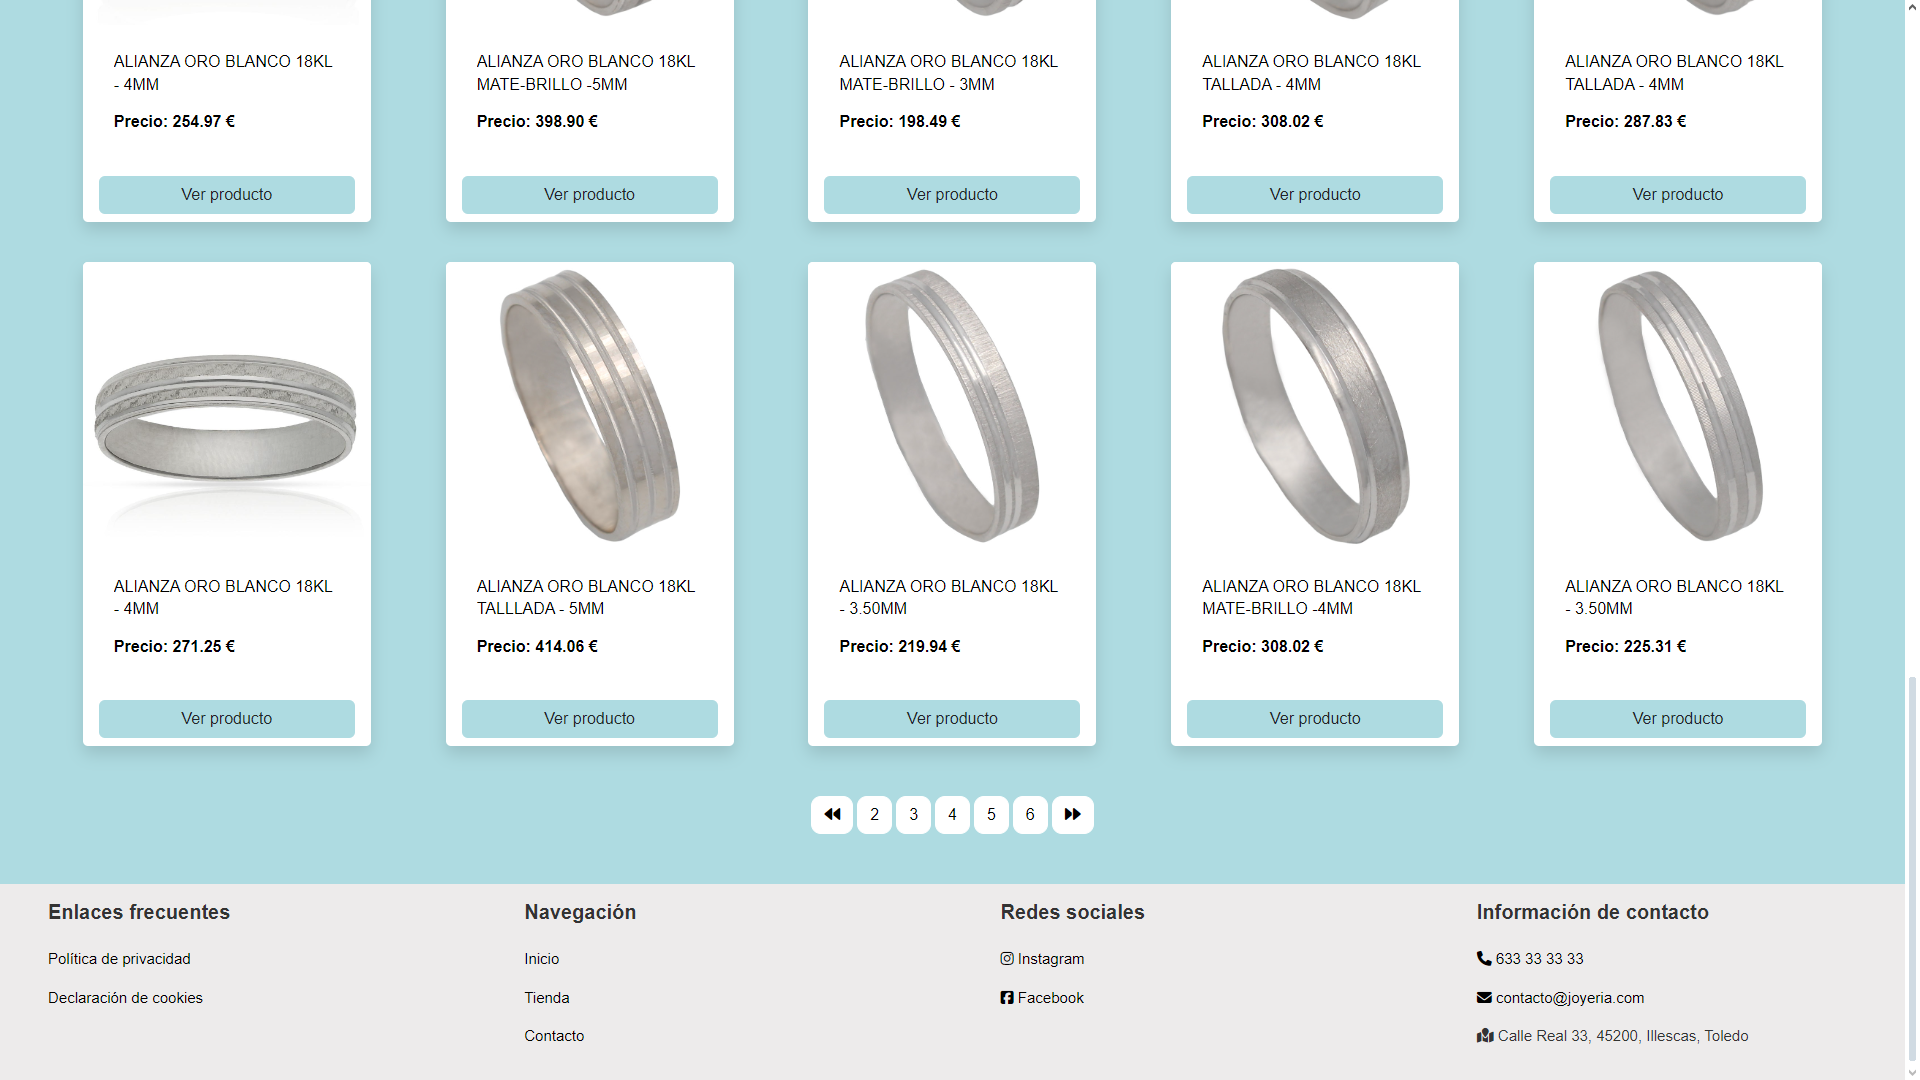 ALIANZA ORO BLANCO 18KL
- 4MM
Precio: 254.97 €
Ver producto
ALIANZA ORO BLANCO 18KL
MATE-BRILLO -5MM
Precio: 398.90 €
Ver producto
ALIANZA ORO BLANCO 18KL
MATE-BRILLO - 3MM
Precio: 198.49 €
Ver producto
ALIANZA ORO BLANCO 18KL
TALLADA - 4MM
Precio: 308.02 €
Ver producto
ALIANZA ORO BLANCO 18KL
TALLADA - 4MM
Precio: 287.83 €
Ver producto
ALIANZA ORO BLANCO 18KL
- 4MM
Precio: 271.25 €
Ver producto
ALIANZA ORO BLANCO 18KL
TALLLADA - 5MM
Precio: 414.06 €
Ver producto
ALIANZA ORO BLANCO 18KL
- 3.50MM
Precio: 219.94 €
Ver producto
ALIANZA ORO BLANCO 18KL
MATE-BRILLO -4MM
Precio: 308.02 €
Ver producto
ALIANZA ORO BLANCO 18KL
- 3.50MM
Precio: 225.31 €
Ver producto
2 3 4 5 6
Enlaces frecuentes
Política de privacidad
Declaración de cookies
Navegación
Inicio
Tienda
Contacto
Redes sociales
Instagram
Facebook
Información de contacto
633 33 33 33
contacto@joyeria.com
Calle Real 33, 45200, Illescas, Toledo